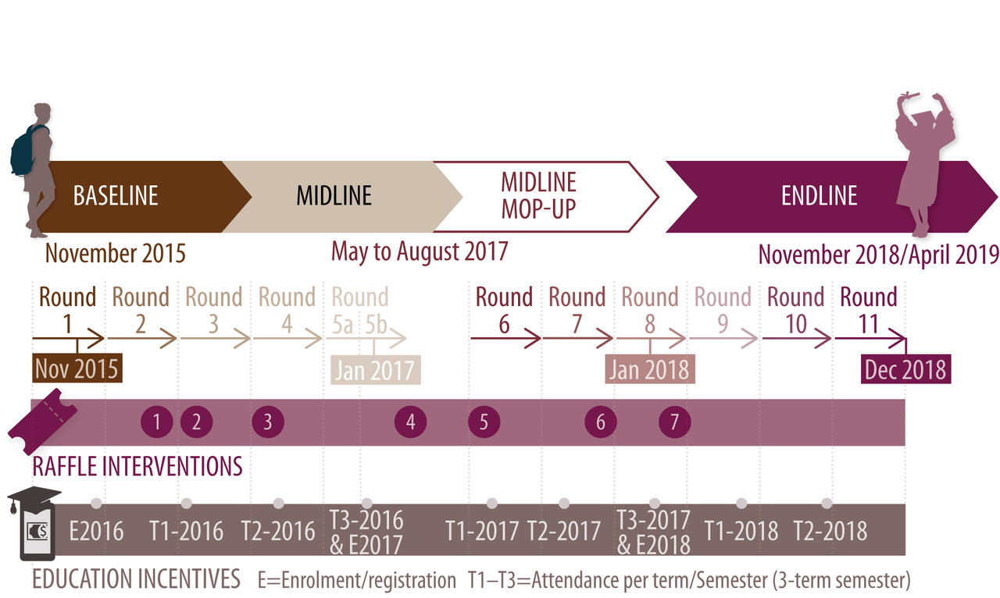 BASELINE
MIDLINE
MIDLINE
MOP-UP
ENDLINE
November 2015
May to August 2017
November 2018/April 2019
Round Round Round Round Round Round Round Round Round Round Round
1 2 3 4 5a 5b 6 7 8 9 10 11
Nov 2015 Jan 2017 Jan 2018 Dec 2018
1 2 3 4 5 6 7
RAFFLE INTERVENTIONS
$
E2016
T1-2016
T2-2016
T3-2016
& E2017
T1-2017
T2-2017
T3-2017
& E2018
T1-2018
T2-2018
EDUCATION INCENTIVES E=Enrolment/registration T1–T3=Attendance per term/Semester (3-term semester)